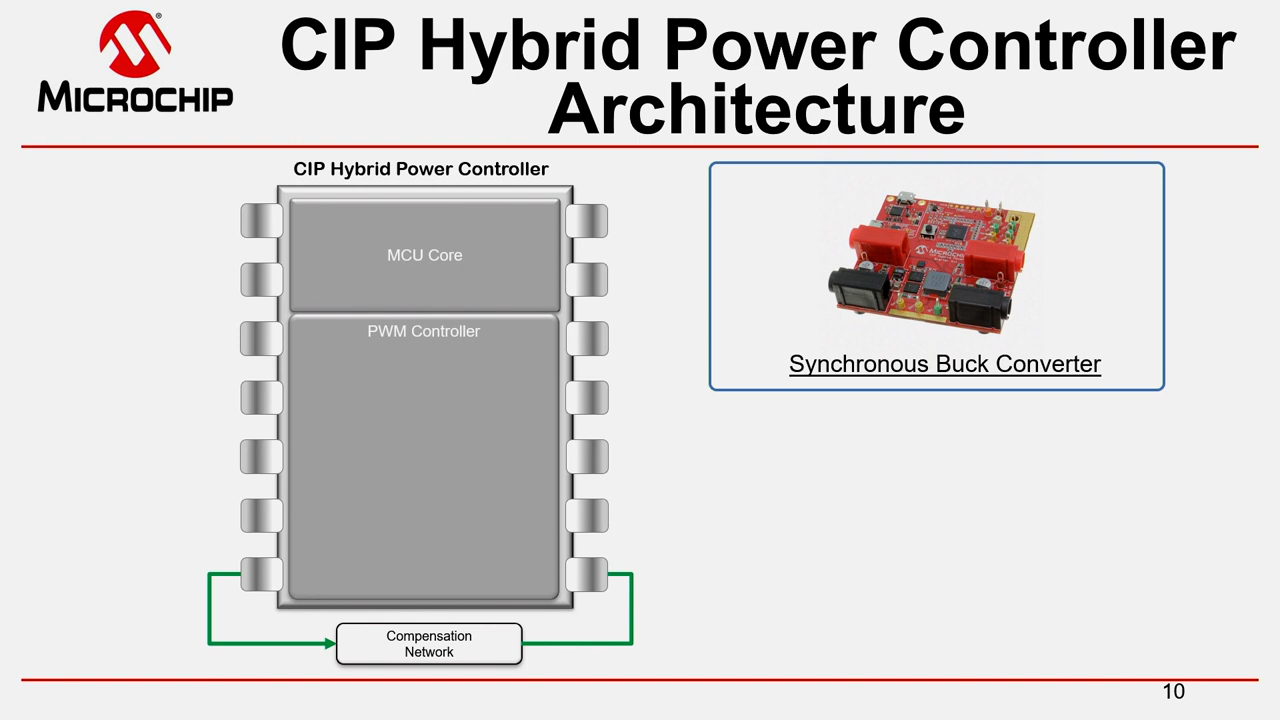 MICROCHIP
CIP Hybrid Power Controller
Architecture
CIP Hybrid Power Controller
MCU Core
PWM Controller
Compensation
Network
MICROCHIP
Synchronous Buck Converter
10